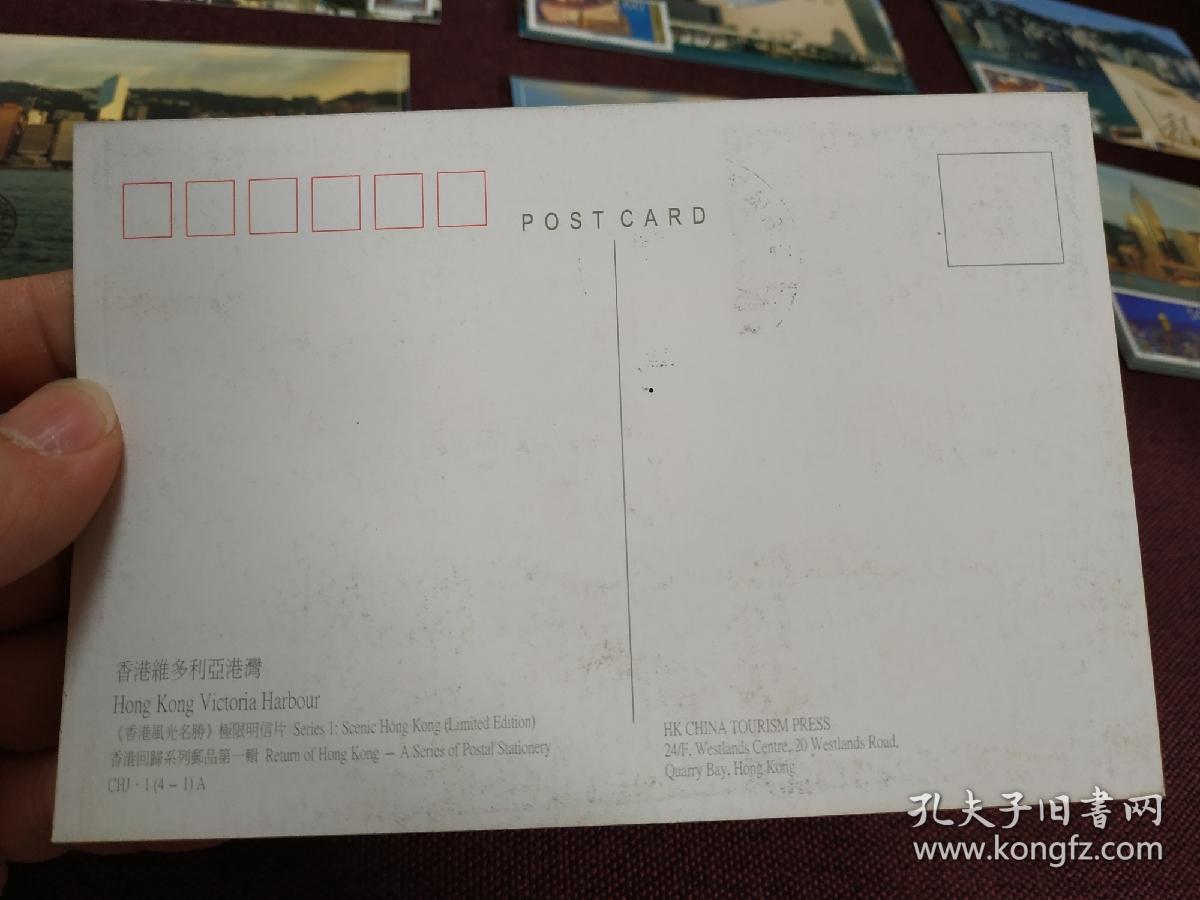 POST CARD
香港維多利亞港灣
Hong Kong Victoria Harbour
《香港風光名勝》極限明信片 Series 1: Scenic Hong Kong (Limited Edition)
香港回歸系列郵品第一輯 Return of Hong Kong — A Series of Postal Stationery
CHJ · 1 (4 – 1) A
HK CHINA TOURISM PRESS
24/F, Westlands Centre, 20 Westlands Road,
Quarry Bay, Hong Kong
孔夫子旧書网
www.kongfz.com